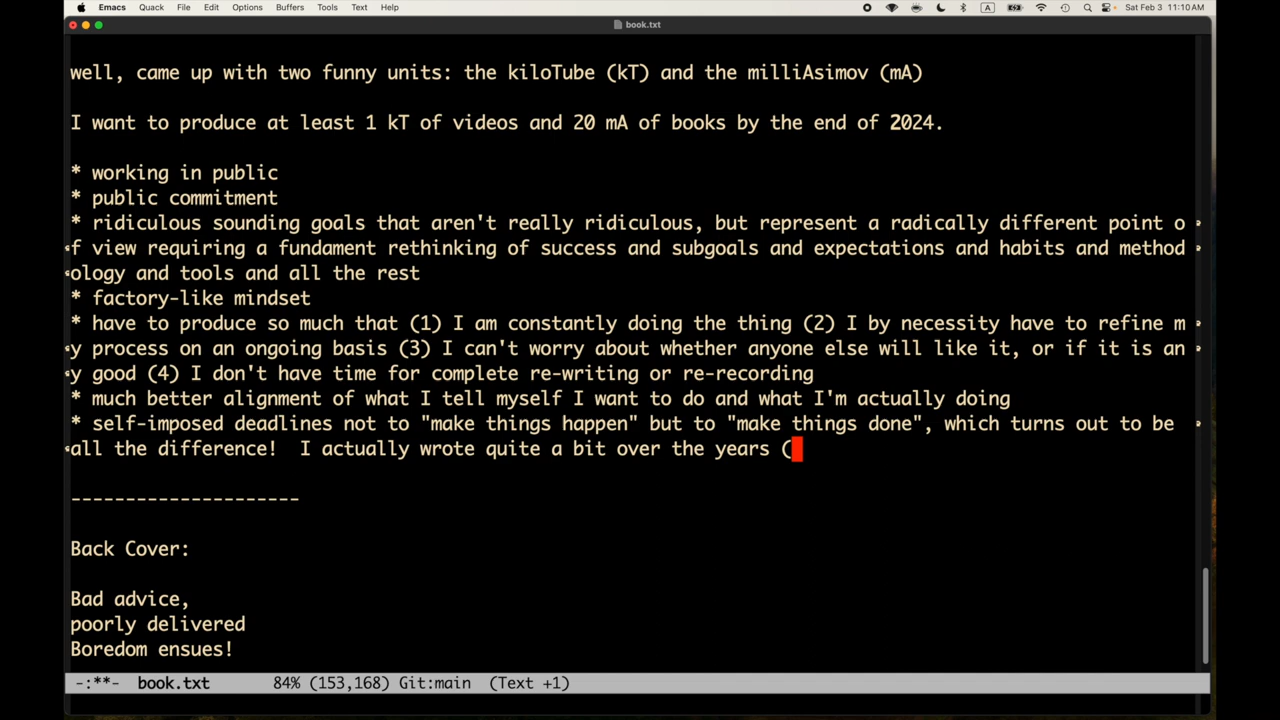 Emacs Quack File Edit Options Buffers Tools Text Help A Sat Feb 3 11:10 AM
book.txt
well, came up with two funny units: the kiloTube (kT) and the milliAsimov (mA)
I want to produce at least 1 kT of videos and 20 mA of books by the end of 2024.
* working in public
* public commitment
* ridiculous sounding goals that aren't really ridiculous, but represent a radically different point o
f view requiring a fundament rethinking of success and subgoals and expectations and habits and method
ology and tools and all the rest
* factory-like mindset
* have to produce so much that (1) I am constantly doing the thing (2) I by necessity have to refine m
y process on an ongoing basis (3) I can't worry about whether anyone else will like it, or if it is an
y good (4) I don't have time for complete re-writing or re-recording
* much better alignment of what I tell myself I want to do and what I'm actually doing
* self-imposed deadlines not to "make things happen" but to "make things done", which turns out to be
all the difference!  I actually wrote quite a bit over the years (
---------------------
Back Cover:
Bad advice,
poorly delivered
Boredom ensues!
-:**-  book.txt      84% (153,168) Git:main  (Text +1)